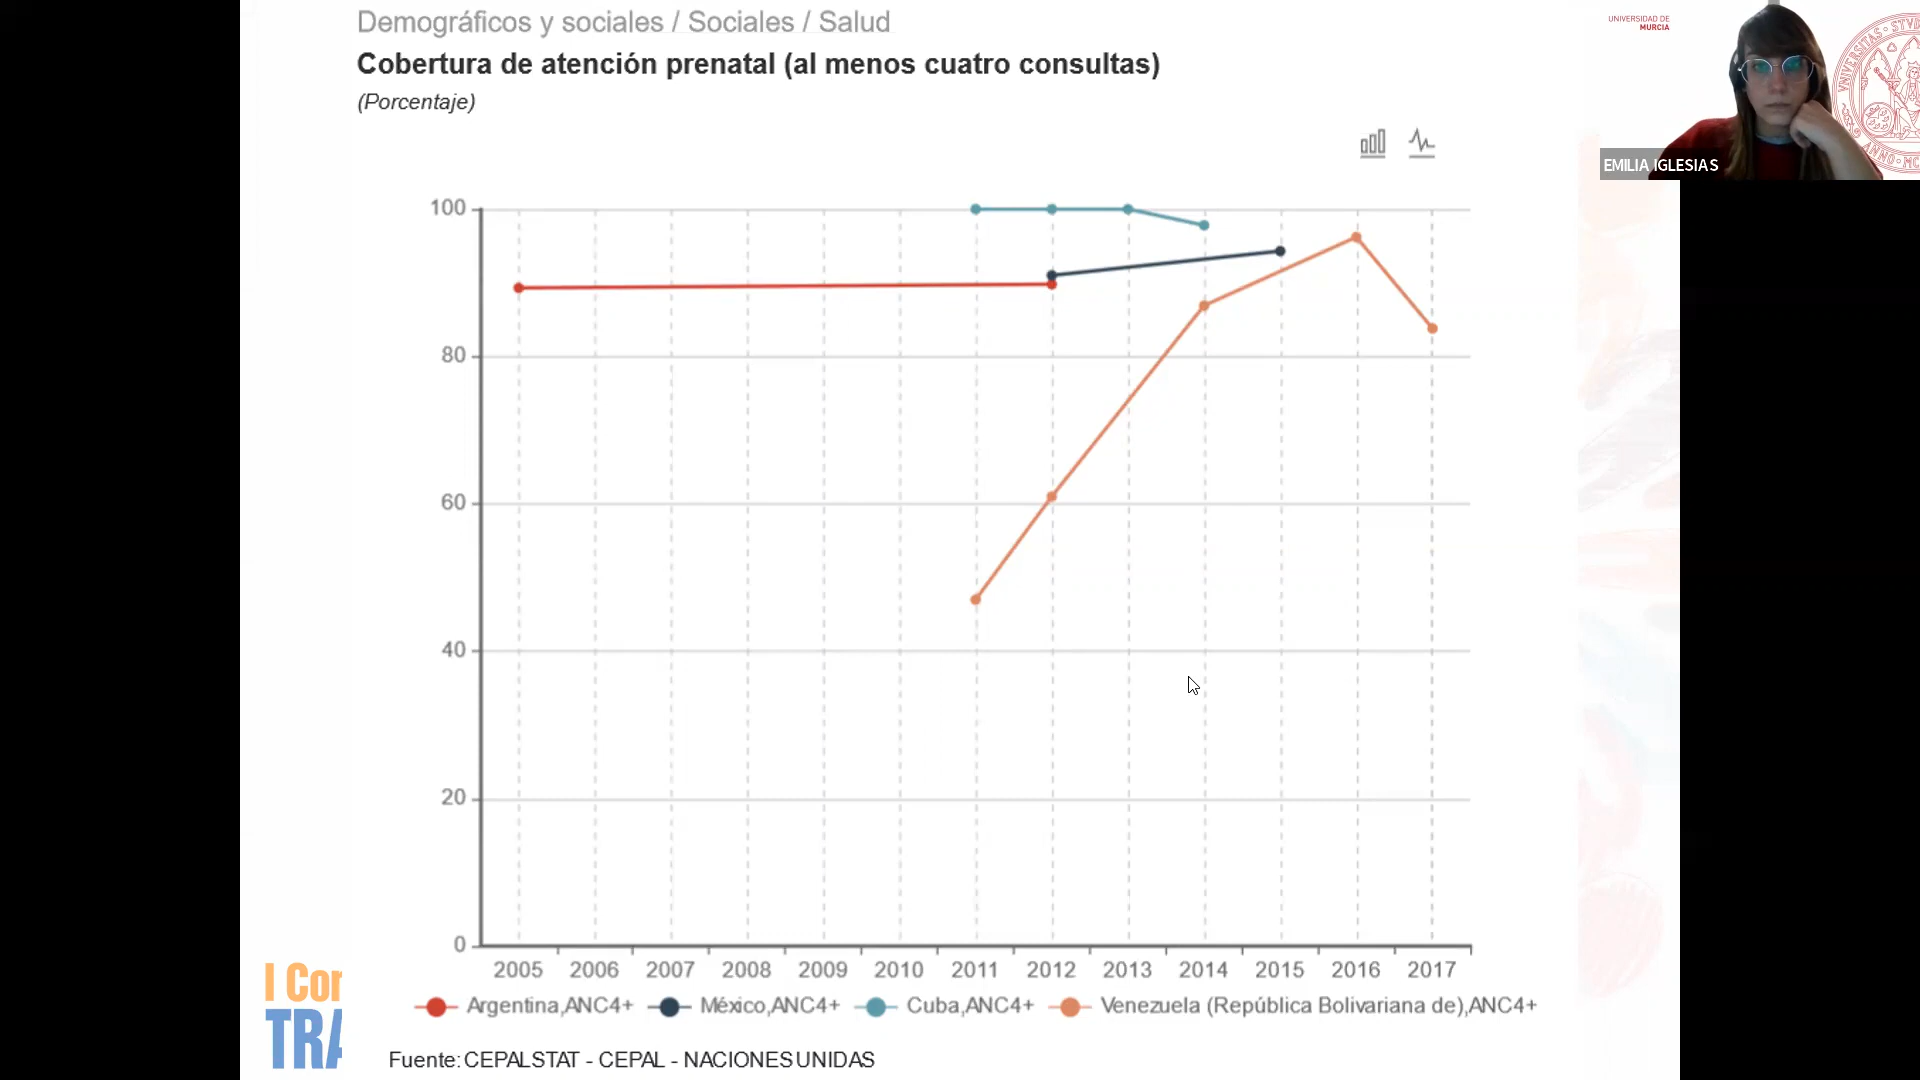 Demográficos y sociales / Sociales / Salud
Cobertura de atención prenatal (al menos cuatro consultas)
(Porcentaje)
UNIVERSIDAD DE
MURCIA
EMILIA IGLESIAS
100
80
60
40
20
0
2005 2006 2007 2008 2009 2010 2011 2012 2013 2014 2015 2016 2017
Argentina,ANC4+ México,ANC4+ Cuba,ANC4+ Venezuela (República Bolivariana de),ANC4+
I Cor
TRA
Fuente: CEPALSTAT - CEPAL - NACIONES UNIDAS